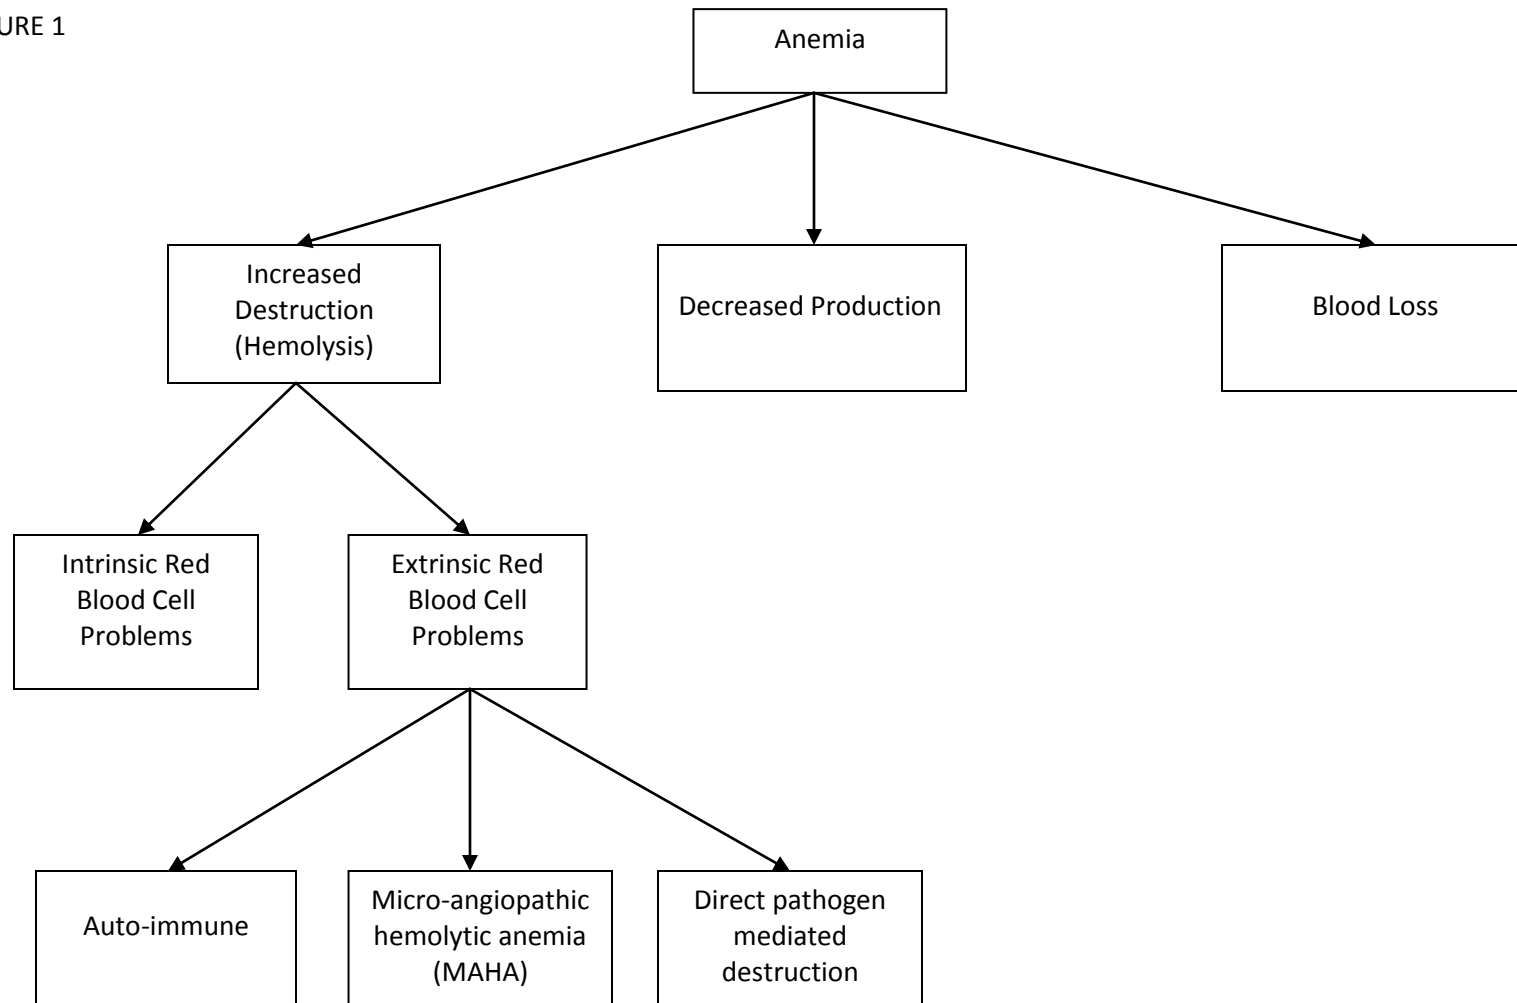 URE 1
Anemia
Increased
Destruction
(Hemolysis)
Decreased Production
Blood Loss
Intrinsic Red
Blood Cell
Problems
Extrinsic Red
Blood Cell
Problems
Auto-immune
Micro-angiopathic
hemolytic anemia
(MAHA)
Direct pathogen
mediated
destruction